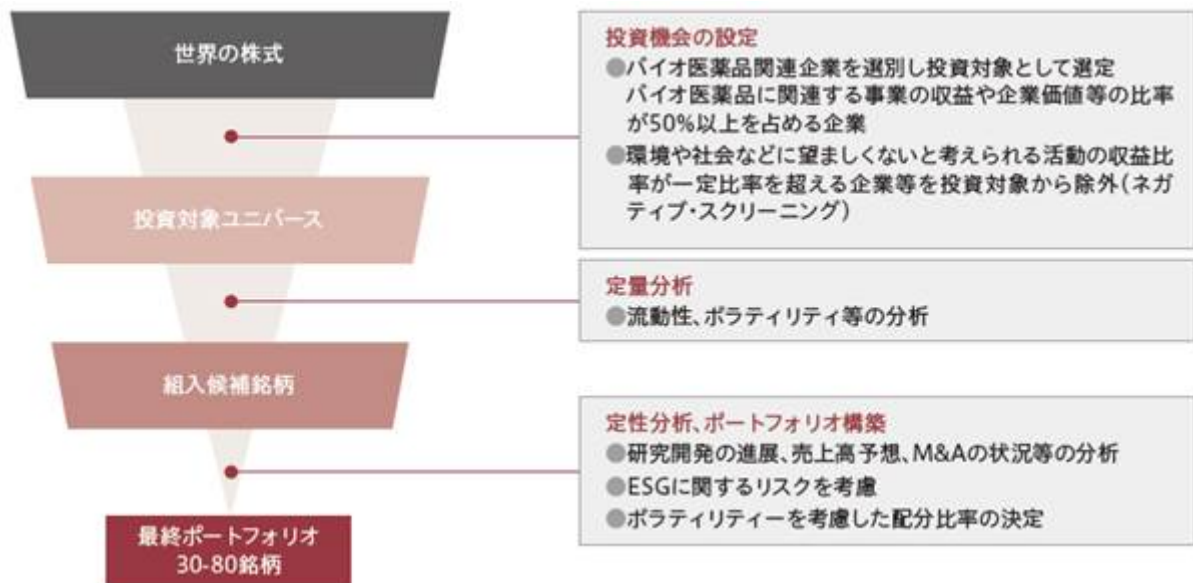 世界の株式
投資機会の設定
●バイオ医薬品関連企業を選別し投資対象として選定
バイオ医薬品に関連する事業の収益や企業価値等の比率
が50%以上を占める企業
●環境や社会などに望ましくないと考えられる活動の収益比
率が一定比率を超える企業等を投資対象から除外(ネガ
ティブ・スクリーニング)
投資対象ユニバース
定量分析
●流動性、ボラティリティ等の分析
組入候補銘柄
定性分析、ポートフォリオ構築
●研究開発の進展、売上高予想、M&Aの状況等の分析
●ESGに関するリスクを考慮
●ボラティリティーを考慮した配分比率の決定
最終ポートフォリオ
30-80銘柄